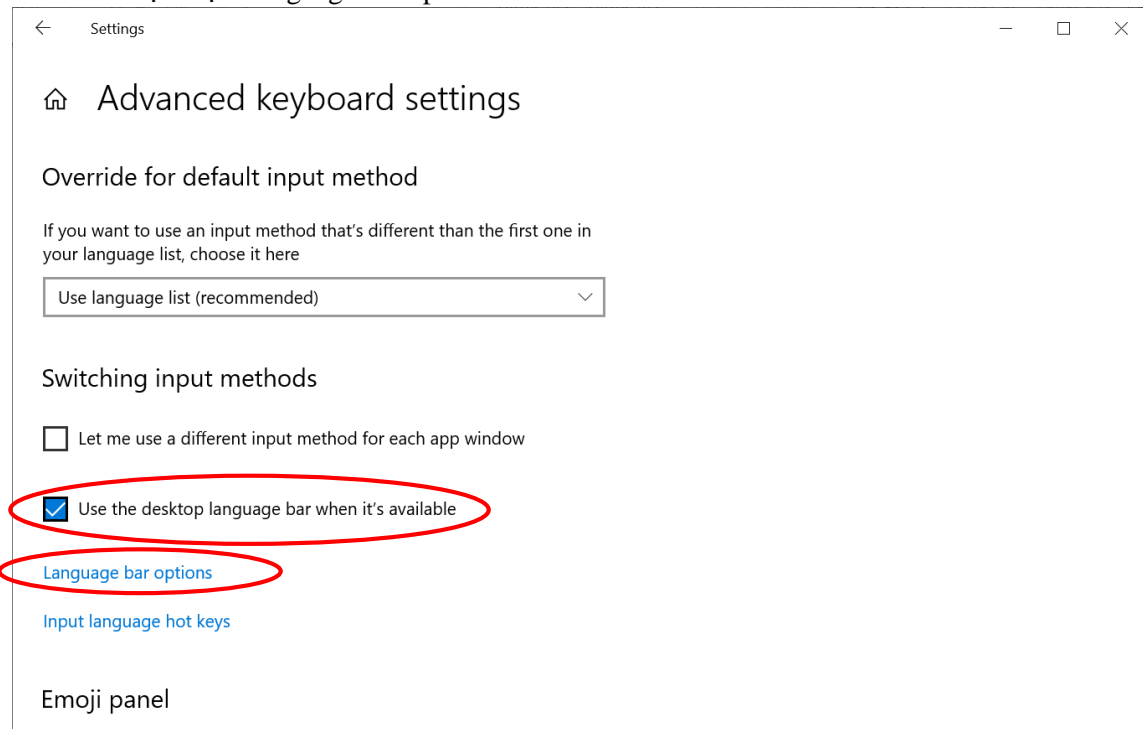 Settings
Advanced keyboard settings
Override for default input method
If you want to use an input method that's different than the first one in
your language list, choose it here
Use language list (recommended)
Switching input methods
Let me use a different input method for each app window
Use the desktop language bar when it's available
Language bar options
Input language hot keys
Emoji panel